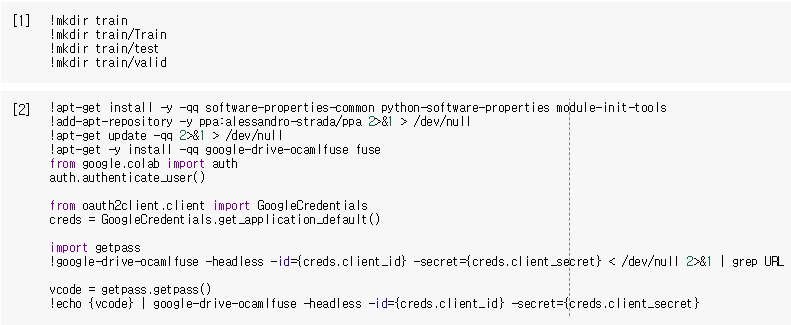 [1] !mkdir train
!mkdir train/Train
!mkdir train/test
!mkdir train/valid
[2] !apt-get install -y -qq software-properties-common python-software-properties module-init-tools
!add-apt-repository -y ppa:alessandro-strada/ppa 2>&1 > /dev/null
!apt-get update -qq 2>&1 > /dev/null
!apt-get -y install -qq google-drive-ocamlfuse fuse
from google.colab import auth
auth.authenticate_user()
from oauth2client.client import GoogleCredentials
creds = GoogleCredentials.get_application_default()
import getpass
!google-drive-ocamlfuse -headless -id={creds.client_id} -secret={creds.client_secret} < /dev/null 2>&1 | grep URL
vcode = getpass.getpass()
!echo {vcode} | google-drive-ocamlfuse -headless -id={creds.client_id} -secret={creds.client_secret}